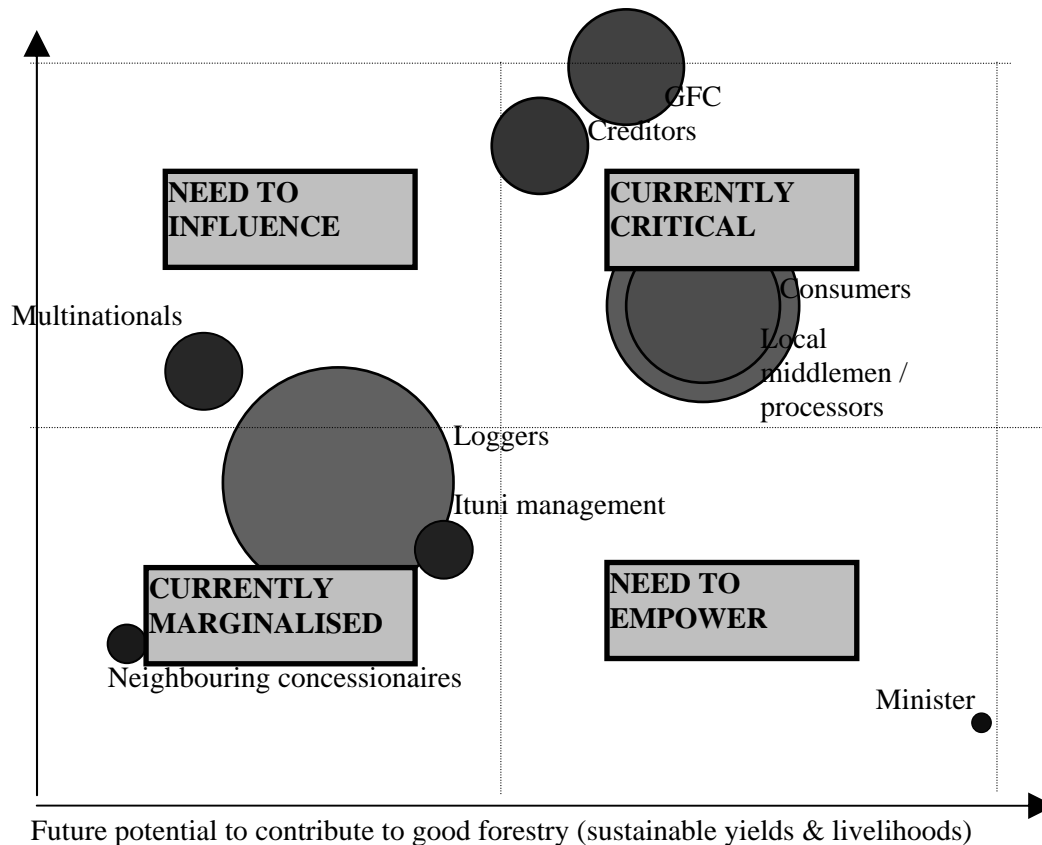 GFC
Creditors
NEED TO
INFLUENCE
CURRENTLY
CRITICAL
Consumers
Multinationals
Local
middlemen /
processors
Loggers
Ituni management
CURRENTLY
MARGINALISED
NEED TO
EMPOWER
Neighbouring concessionaires
Minister
Future potential to contribute to good forestry (sustainable yields & livelihoods)